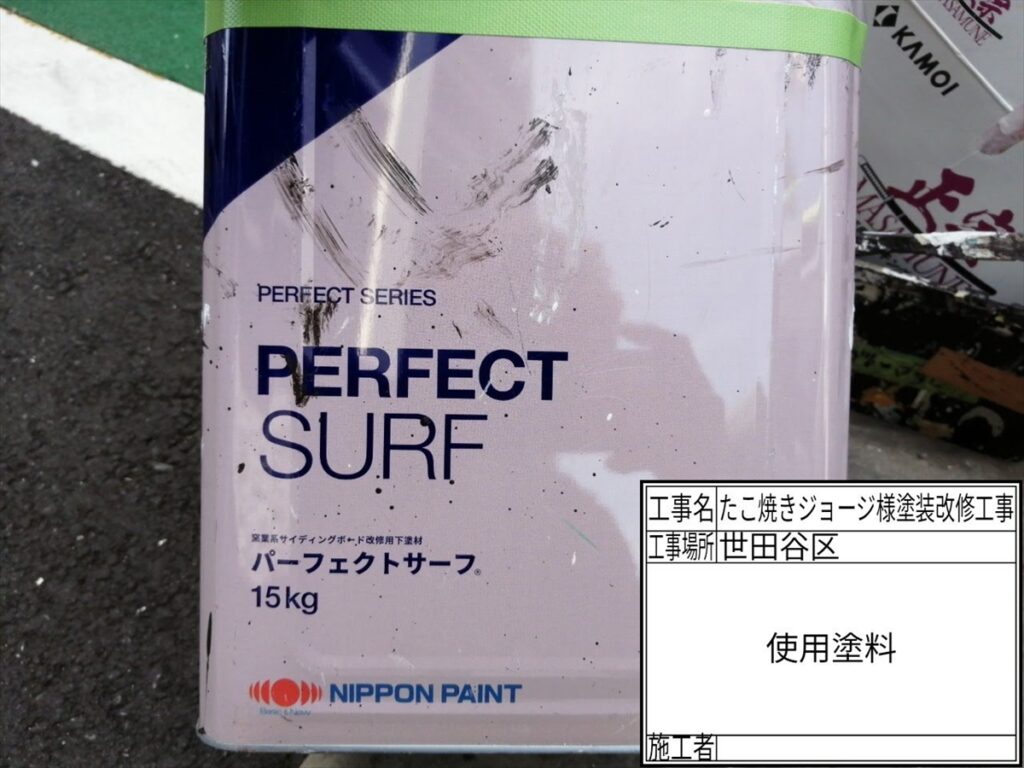 KAMOI
PERFECT SERIES
PERFECT
SURF
窯業系サイディングボード改修用下塗材
パーフェクトサーフ®
15kg
NIPPON PAINT
Basic & New
工事名 たこ焼きジョージ様塗装改修工事
工事場所 世田谷区
使用塗料
施工者